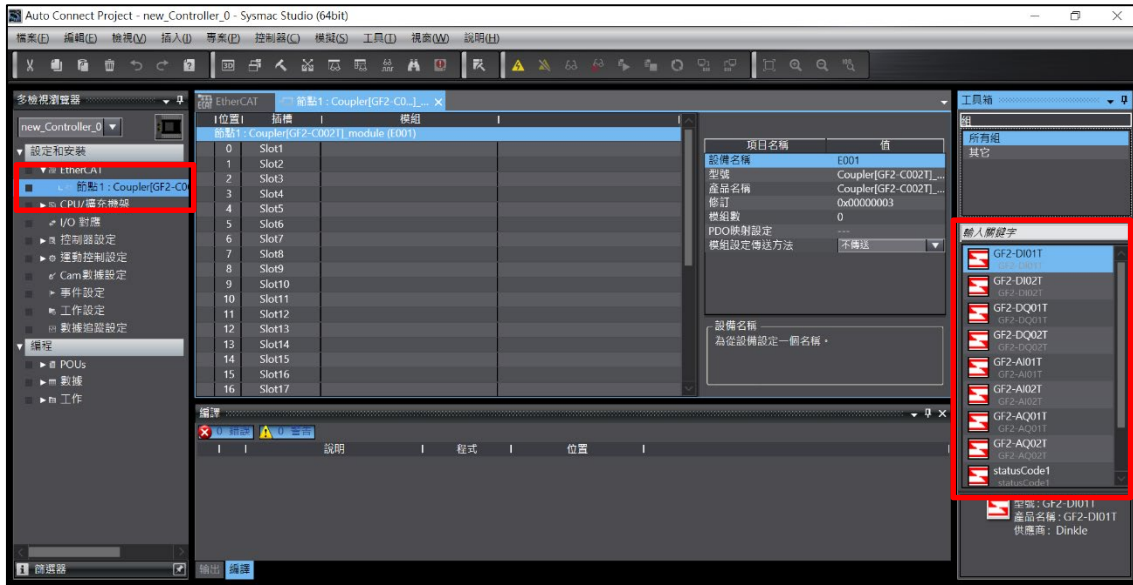 Auto Connect Project - new_Controller_0 - Sysmac Studio (64bit)
檔案(F) 編輯(E) 檢視(V) 插入(I) 專案(P) 控制器(C) 模擬(S) 工具(T) 視窗(W) 說明(H)
多檢視瀏覽器
new_Controller_0
設定和安裝
EtherCAT
節點1 : Coupler[GF2-C0
CPU/擴充機架
I/O 對應
控制器設定
運動控制設定
Cam數據設定
事件設定
工作設定
數據追蹤設定
編程
POUs
數據
工作
篩選器
EtherCAT 節點1 : Coupler[GF2-C0...]_...
位置 插槽 模組
節點1 : Coupler[GF2-C002T]_module (E001)
0 Slot1
1 Slot2
2 Slot3
3 Slot4
4 Slot5
5 Slot6
6 Slot7
7 Slot8
8 Slot9
9 Slot10
10 Slot11
11 Slot12
12 Slot13
13 Slot14
14 Slot15
15 Slot16
16 Slot17
項目名稱 值
設備名稱 E001
型號 Coupler[GF2-C002T]_...
產品名稱 Coupler[GF2-C002T]_...
修訂 0x00000003
模組數 0
PDO映射設定 ---
模組設定傳送方法 不傳送
設備名稱
為從設備設定一個名稱。
編譯
0 錯誤 0 警告
說明 程式 位置
輸出 編譯
工具箱
組
所有組
其它
輸入關鍵字
GF2-DI01T
GF2-DI01T
GF2-DI02T
GF2-DI02T
GF2-DQ01T
GF2-DQ01T
GF2-DQ02T
GF2-DQ02T
GF2-AI01T
GF2-AI01T
GF2-AI02T
GF2-AI02T
GF2-AQ01T
GF2-AQ01T
GF2-AQ02T
GF2-AQ02T
statusCode1
statusCode1
型號 : GF2-DI01T
產品名稱 : GF2-DI01T
供應商 : Dinkle